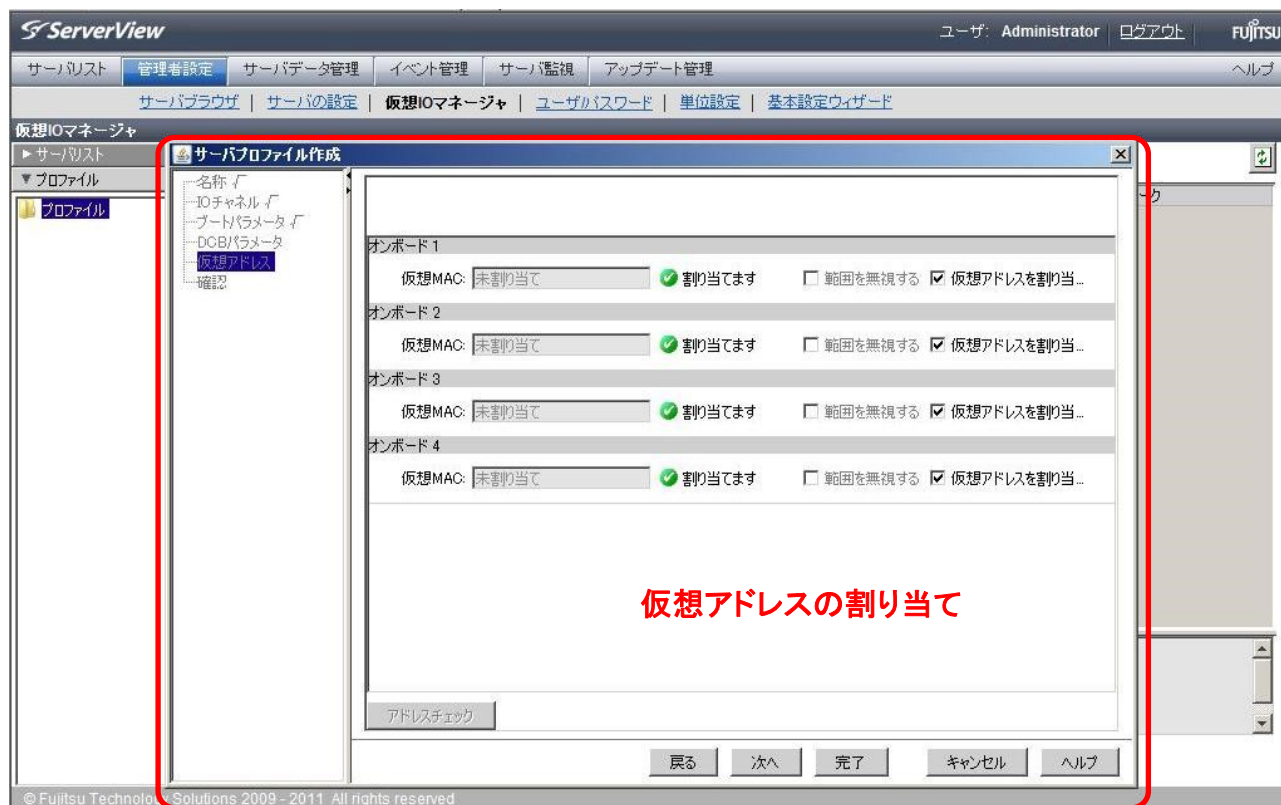 ServerView
ユーザ: Administrator ログアウト FUJITSU
サーバリスト 管理者設定 サーバデータ管理 イベント管理 サーバ監視 アップデート管理 ヘルプ
サーバブラウザ | サーバの設定 | 仮想IOマネージャ | ユーザ/パスワード | 単位設定 | 基本設定ウィザード
仮想IOマネージャ
▶サーバリスト
▼プロファイル
プロファイル
ーク
サーバプロファイル作成
名称 √
IOチャネル √
ブートパラメータ √
DCBパラメータ
仮想アドレス
確認
オンボード 1
仮想MAC: 未割り当て 割り当てます 範囲を無視する 仮想アドレスを割り当...
オンボード 2
仮想MAC: 未割り当て 割り当てます 範囲を無視する 仮想アドレスを割り当...
オンボード 3
仮想MAC: 未割り当て 割り当てます 範囲を無視する 仮想アドレスを割り当...
オンボード 4
仮想MAC: 未割り当て 割り当てます 範囲を無視する 仮想アドレスを割り当...
仮想アドレスの割り当て
アドレスチェック
戻る 次へ 完了 キャンセル ヘルプ
© Fujitsu Technology Solutions 2009 - 2011 All rights reserved